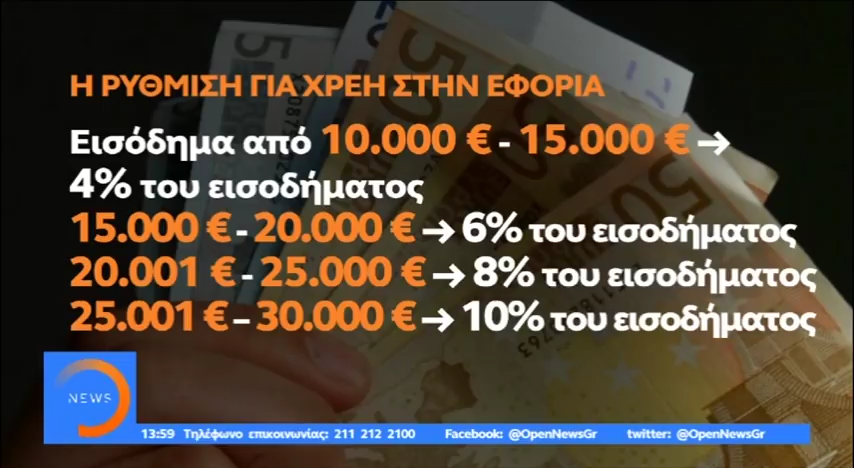 Η ΡΥΘΜΙΣΗ ΓΙΑ ΧΡΕΗ ΣΤΗΝ ΕΦΟΡΙΑ
Εισόδημα από 10.000 € - 15.000 € →
4% του εισοδήματος
15.000 € - 20.000 € → 6% του εισοδήματος
20.001 € - 25.000 € → 8% του εισοδήματος
25.001 € – 30.000 € → 10% του εισοδήματος
NEWS
13:59 Τηλέφωνο επικοινωνίας: 211 212 2100 Facebook: @OpenNewsGr twitter: @OpenNewsGr